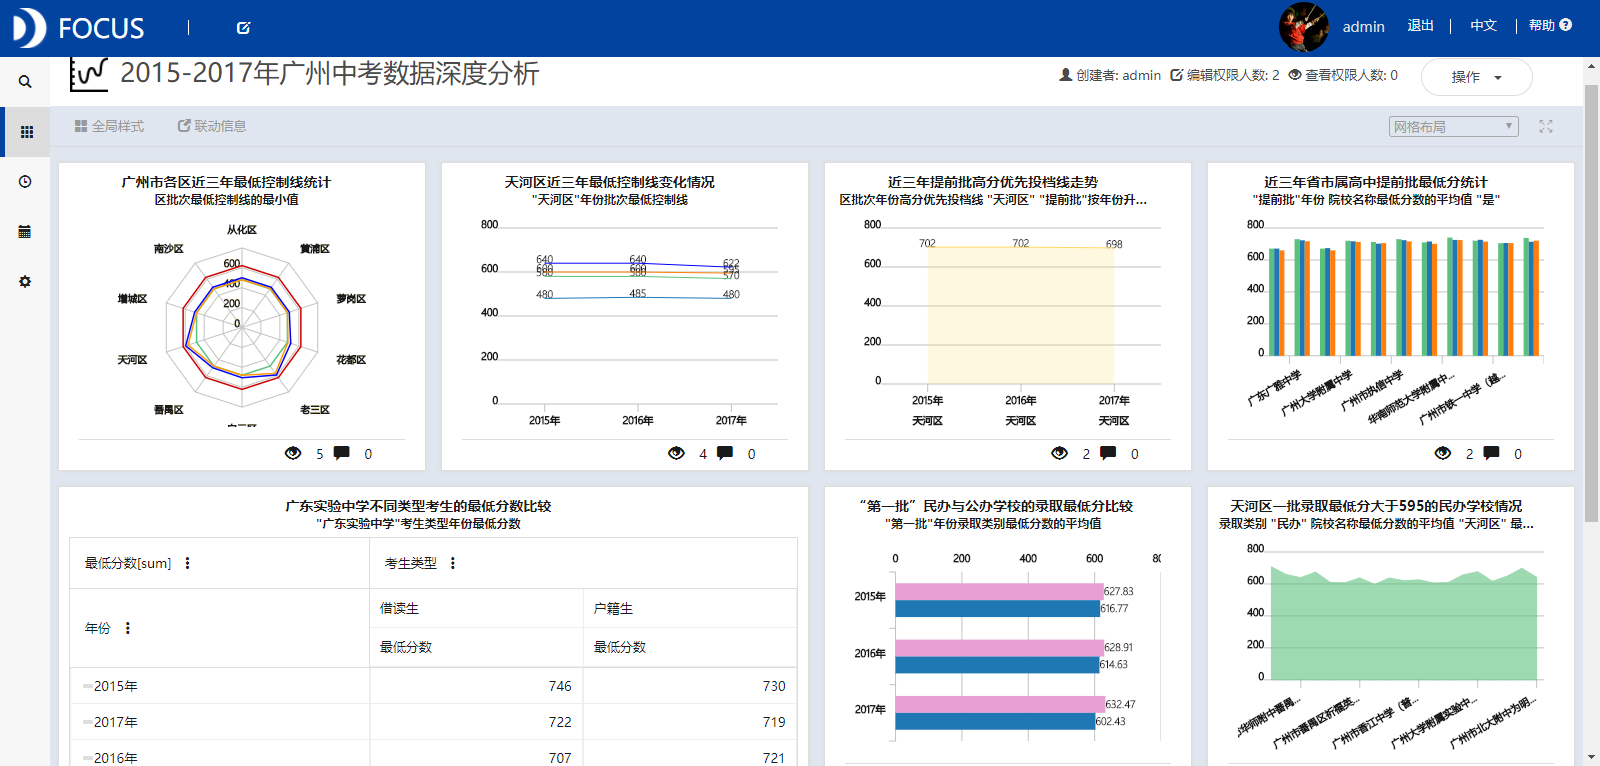 FOCUS
admin 退出 中文 帮助
2015-2017年广州中考数据深度分析
创建者: admin 编辑权限人数: 2 查看权限人数: 0
操作
全局样式 联动信息
网格布局
广州市各区近三年最低控制线统计
区批次最低控制线的最小值
从化区
南沙区 黄浦区
600
400
增城区 萝岗区
200
0
天河区 花都区
番禺区 老三区
5 0
天河区近三年最低控制线变化情况
"天河区"年份批次最低控制线
800
640 640 622
600
600 600 595
580 580 570
480 485 480
400
200
0
2015年 2016年 2017年
4 0
近三年提前批高分优先投档线走势
区批次年份高分优先投档线 "天河区" "提前批"按年份升...
800
702 702 698
600
400
200
0
2015年 2016年 2017年
天河区 天河区 天河区
2 0
近三年省市属高中提前批最低分统计
"提前批"年份 院校名称最低分数的平均值 "是"
800
600
400
200
0
广东广雅中学
广州大学附属中学
广州市执信中学
华南师范大学附属中...
广州市铁一中学（越...
2 0
广东实验中学不同类型考生的最低分数比较
"广东实验中学"考生类型年份最低分数
最低分数[sum] 考生类型
年份
借读生 户籍生
最低分数 最低分数
2015年 746 730
2017年 722 719
2016年 707 721
“第一批”民办与公办学校的录取最低分比较
"第一批"年份录取类别最低分数的平均值
0 200 400 600
2015年
627.83
616.77
2016年
628.91
614.63
2017年
632.47
602.43
天河区一批录取最低分大于595的民办学校情况
录取类别 "民办" 院校名称最低分数的平均值 "天河区" 最...
800
600
400
200
0
华师附中番禺...
广州市番禺区祈福英...
广州市香江中学（普...
广州大学附属实验中...
广州市北大附中为明...